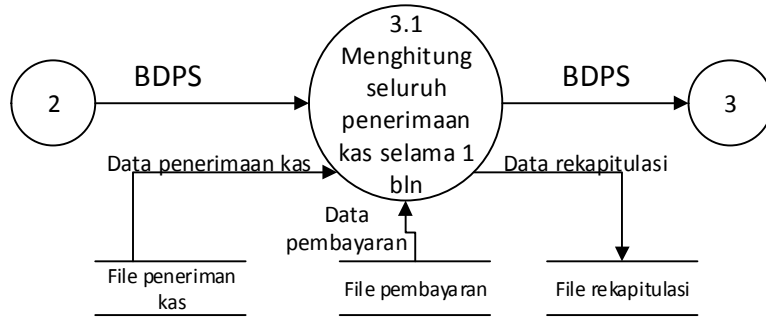 3.1
Menghitung
seluruh
penerimaan
kas selama 1
bln
BDPS
BDPS
2
3
Data penerimaan kas
Data rekapitulasi
Data
pembayaran
File peneriman
kas
File pembayaran
File rekapitulasi